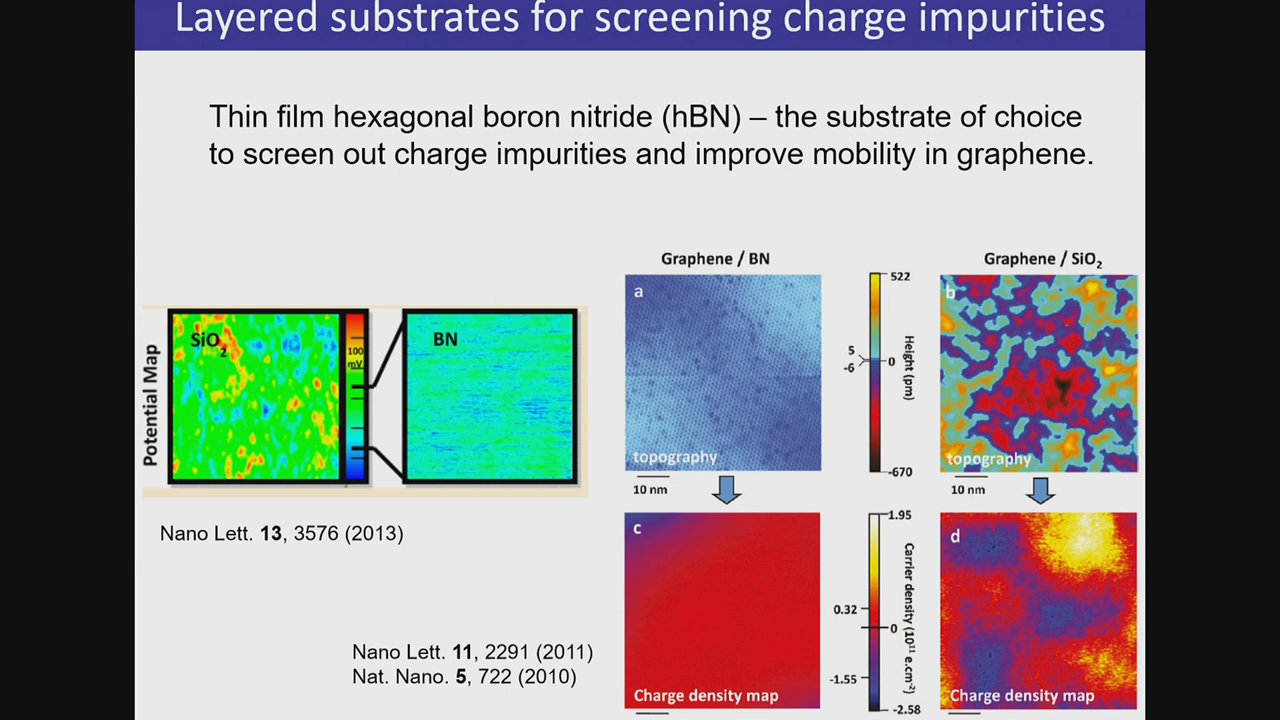 Layered substrates for screening charge impurities
Thin film hexagonal boron nitride (hBN) – the substrate of choice
to screen out charge impurities and improve mobility in graphene.
Potential Map
SiO2
100
mV
BN
Nano Lett. 13, 3576 (2013)
Nano Lett. 11, 2291 (2011)
Nat. Nano. 5, 722 (2010)
Graphene / BN
a
topography
10 nm
522
5
-6
0
-670
Height (pm)
Graphene / SiO2
b
topography
10 nm
c
Charge density map
1.95
0.32
0
-1.55
-2.58
Carrier density (10¹¹ e.cm⁻²)
d
Charge density map